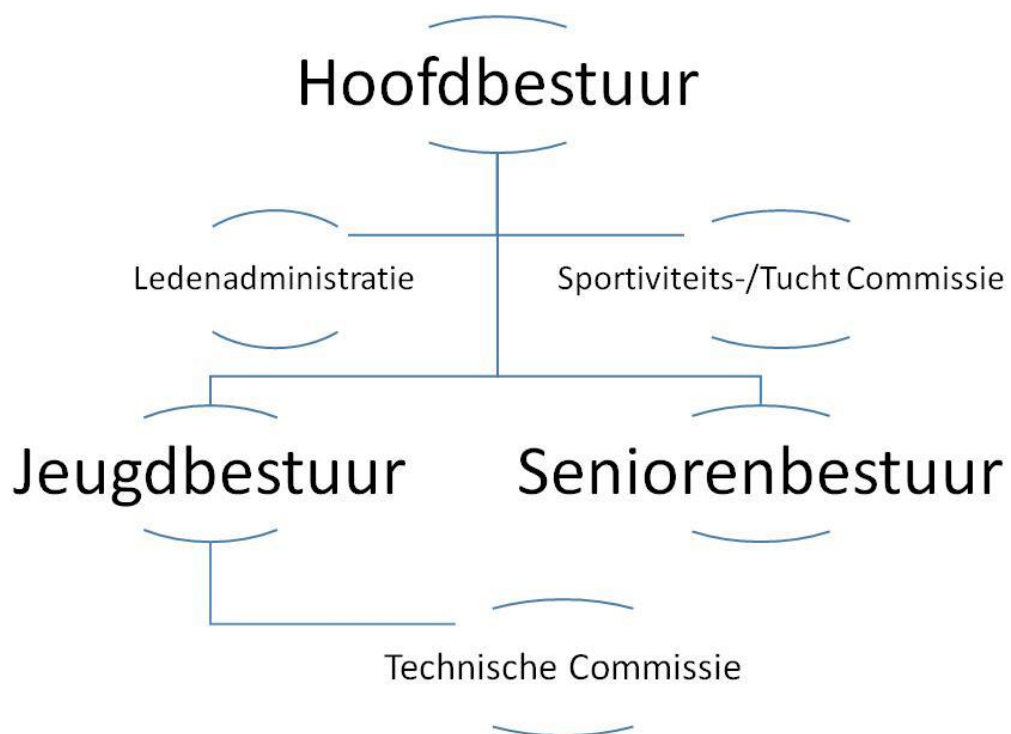 Hoofdbestuur
Ledenadministratie
Sportiviteits-/Tucht Commissie
Jeugdbestuur
Seniorenbestuur
Technische Commissie